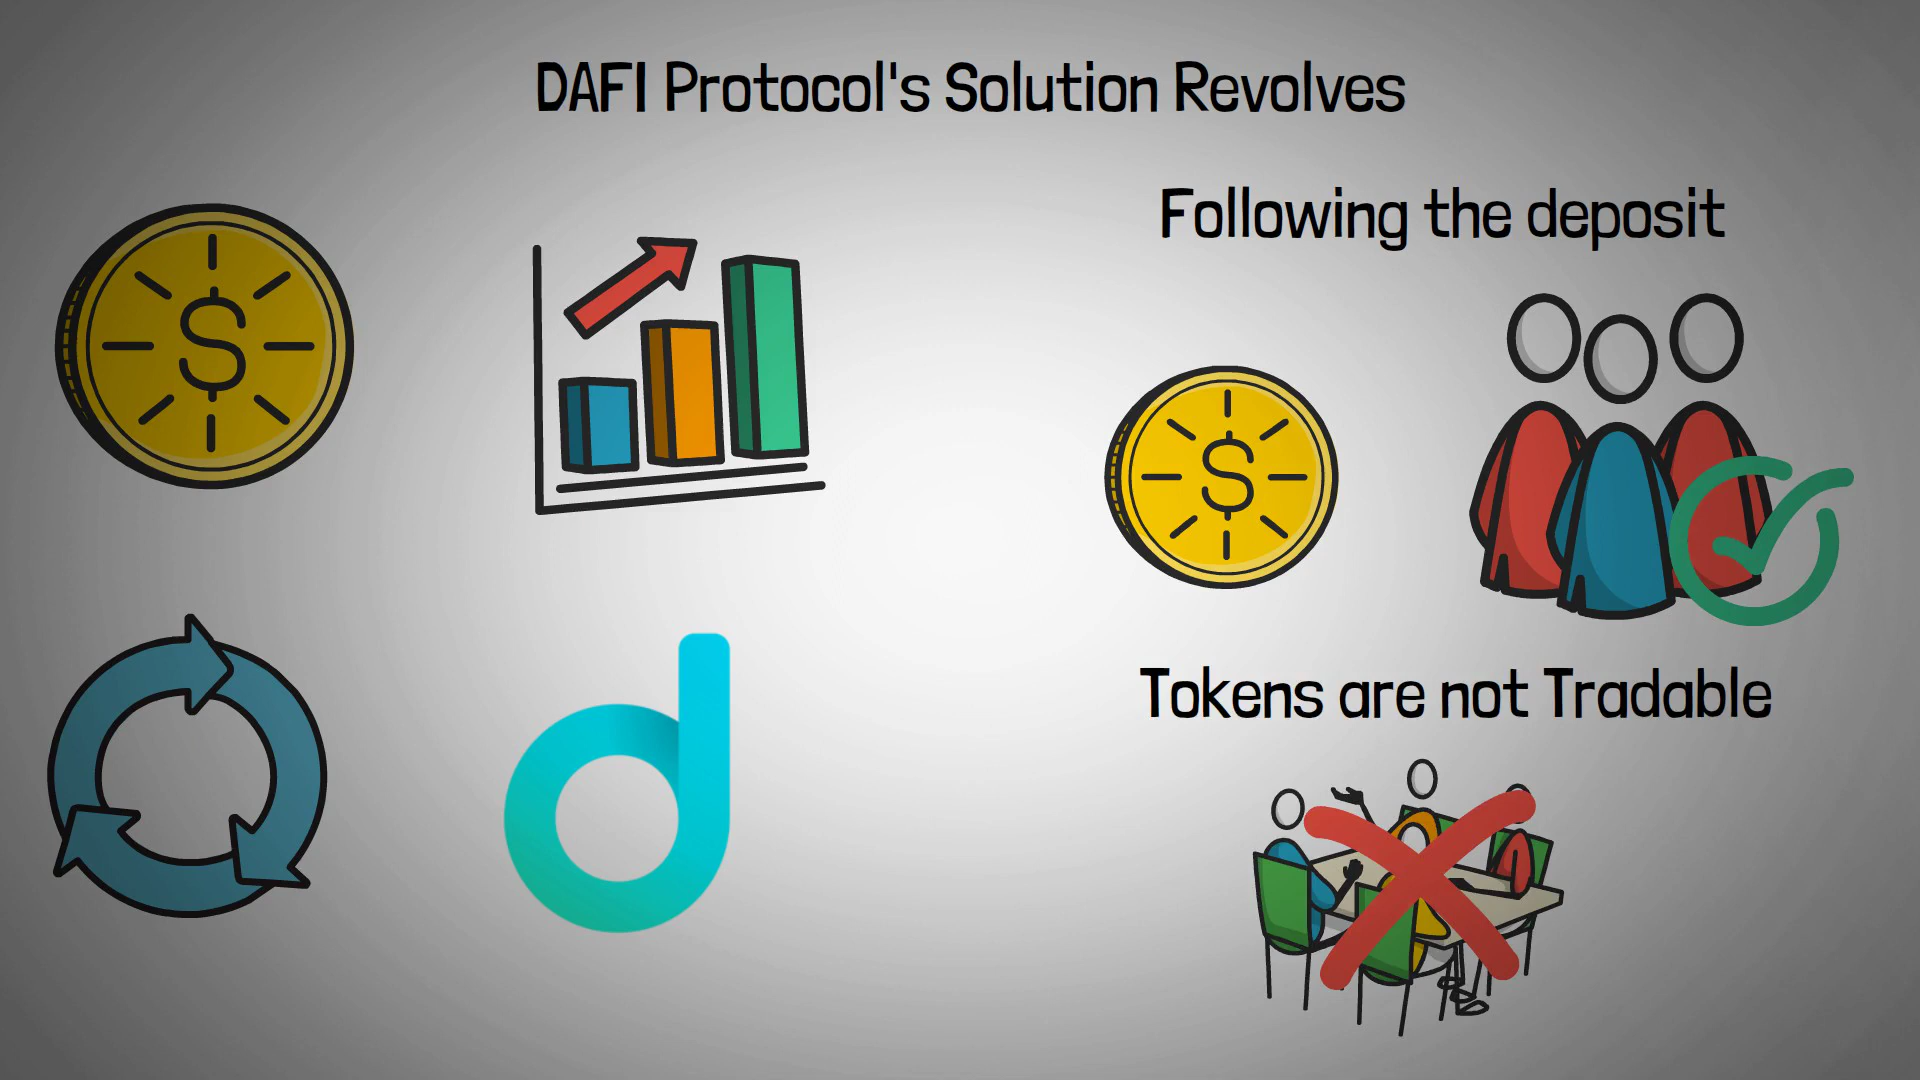 DAFI Protocol's Solution Revolves
Following the deposit
Tokens are not Tradable